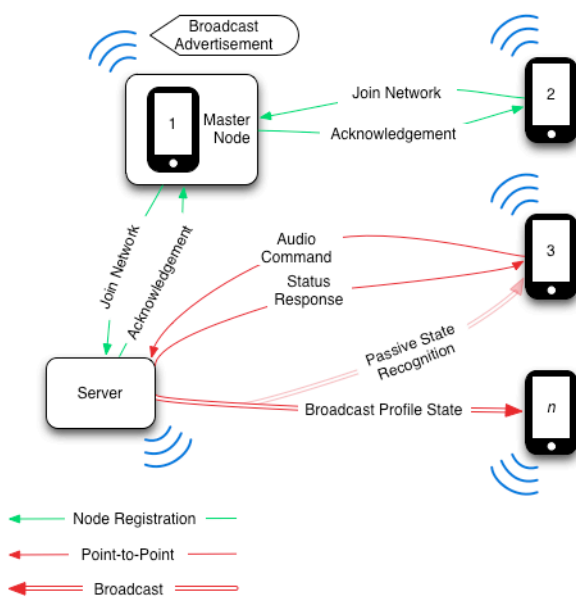 Broadcast
Advertisement
1
Master
Node
2
Join Network
Acknowledgement
3
Join Network
Acknowledgement
Audio
Command
Status
Response
Passive State
Recognition
Server
Broadcast Profile State
n
Node Registration
Point-to-Point
Broadcast